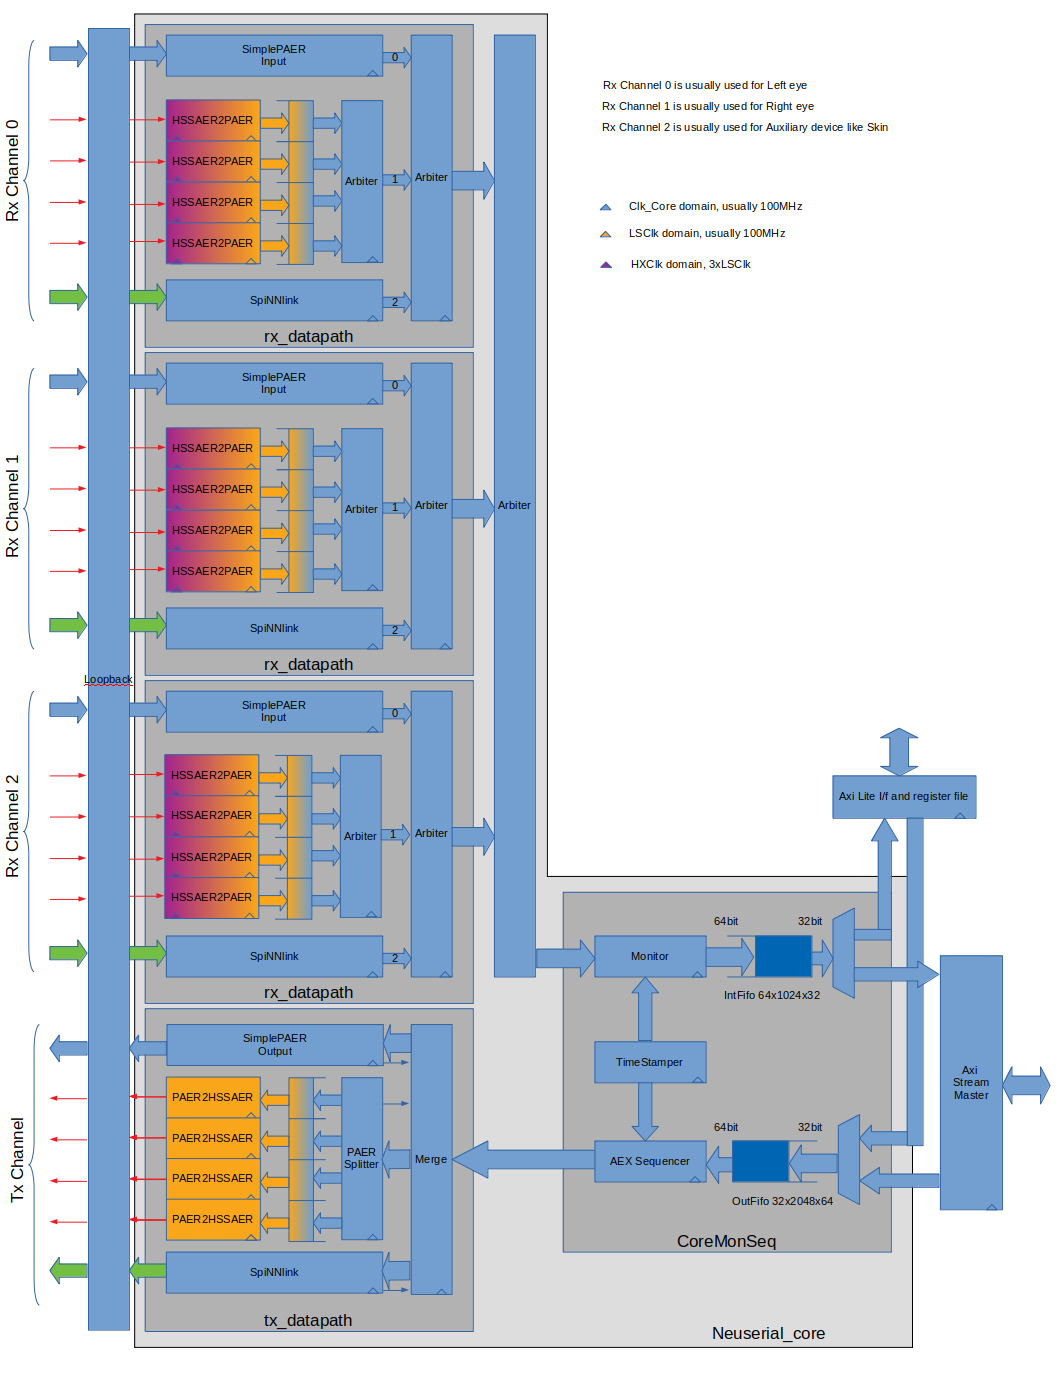 Rx Channel 0
SimplePAER
Input
0
HSSAER2PAER
HSSAER2PAER
HSSAER2PAER
HSSAER2PAER
Arbiter
1
Arbiter
SpiNNlink
2
rx_datapath
Rx Channel 0 is usually used for Left eye
Rx Channel 1 is usually used for Right eye
Rx Channel 2 is usually used for Auxiliary device like Skin
Clk_Core domain, usually 100MHz
LSClk domain, usually 100MHz
HXClk domain, 3xLSClk
Rx Channel 1
SimplePAER
Input
0
HSSAER2PAER
HSSAER2PAER
HSSAER2PAER
HSSAER2PAER
Arbiter
1
Arbiter
Arbiter
SpiNNlink
2
rx_datapath
Loopback
Rx Channel 2
SimplePAER
Input
0
HSSAER2PAER
HSSAER2PAER
HSSAER2PAER
HSSAER2PAER
Arbiter
1
Arbiter
SpiNNlink
2
rx_datapath
Axi Lite I/f and register file
64bit
32bit
Monitor
IntFifo 64x1024x32
TimeStamper
Axi
Stream
Master
64bit
32bit
AEX Sequencer
OutFifo 32x2048x64
CoreMonSeq
Tx Channel
SimplePAER
Output
PAER2HSSAER
PAER2HSSAER
PAER2HSSAER
PAER2HSSAER
PAER
Splitter
Merge
SpiNNlink
tx_datapath
Neuserial_core